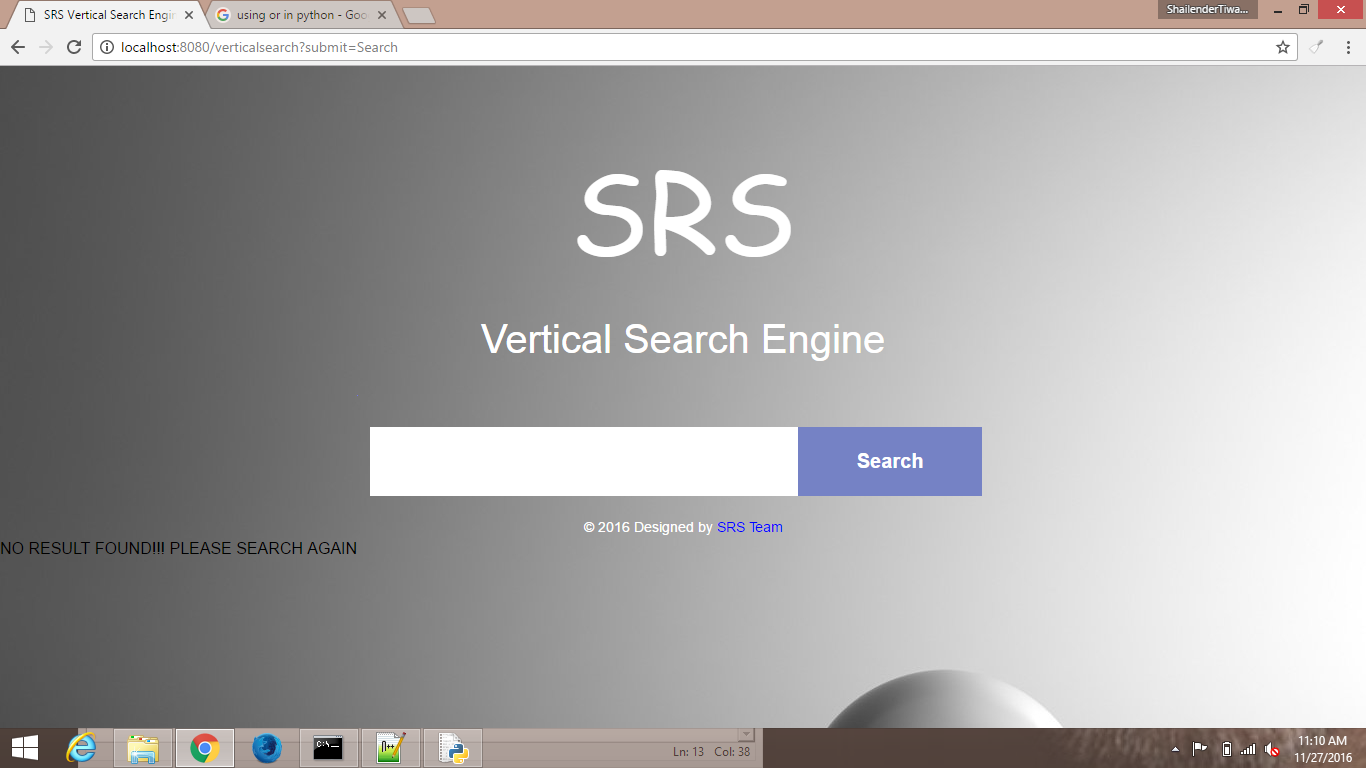 SRS Vertical Search Engin
using or in python - Goo
ShailenderTiwa...
localhost:8080/verticalsearch?submit=Search
SRS
Vertical Search Engine
Search
© 2016 Designed by SRS Team
NO RESULT FOUND!!! PLEASE SEARCH AGAIN
Ln: 13 Col: 38
11:10 AM
11/27/2016